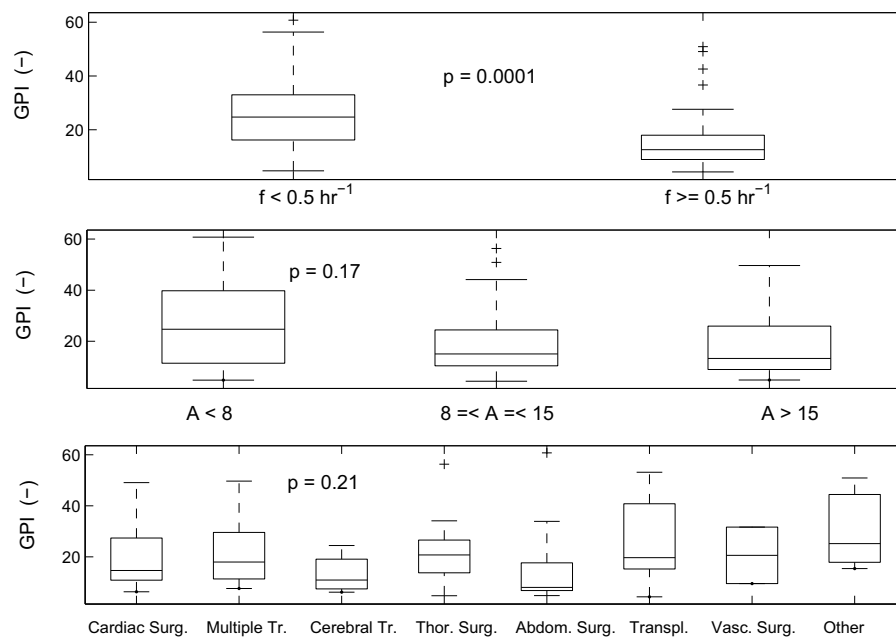 60
40
20
GPI (−)
p = 0.0001
f < 0.5 hr⁻¹
f >= 0.5 hr⁻¹
60
40
20
GPI (−)
p = 0.17
A < 8
8 =< A =< 15
A > 15
60
40
20
GPI (−)
p = 0.21
Cardiac Surg.
Multiple Tr.
Cerebral Tr.
Thor. Surg.
Abdom. Surg.
Transpl.
Vasc. Surg.
Other